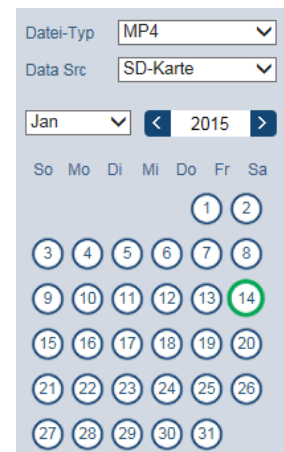 Datei-Typ MP4
Data Src SD-Karte
Jan < 2015 >
So Mo Di Mi Do Fr Sa
1 2
3 4 5 6 7 8
9 10 11 12 13 14
15 16 17 18 19 20
21 22 23 24 25 26
27 28 29 30 31